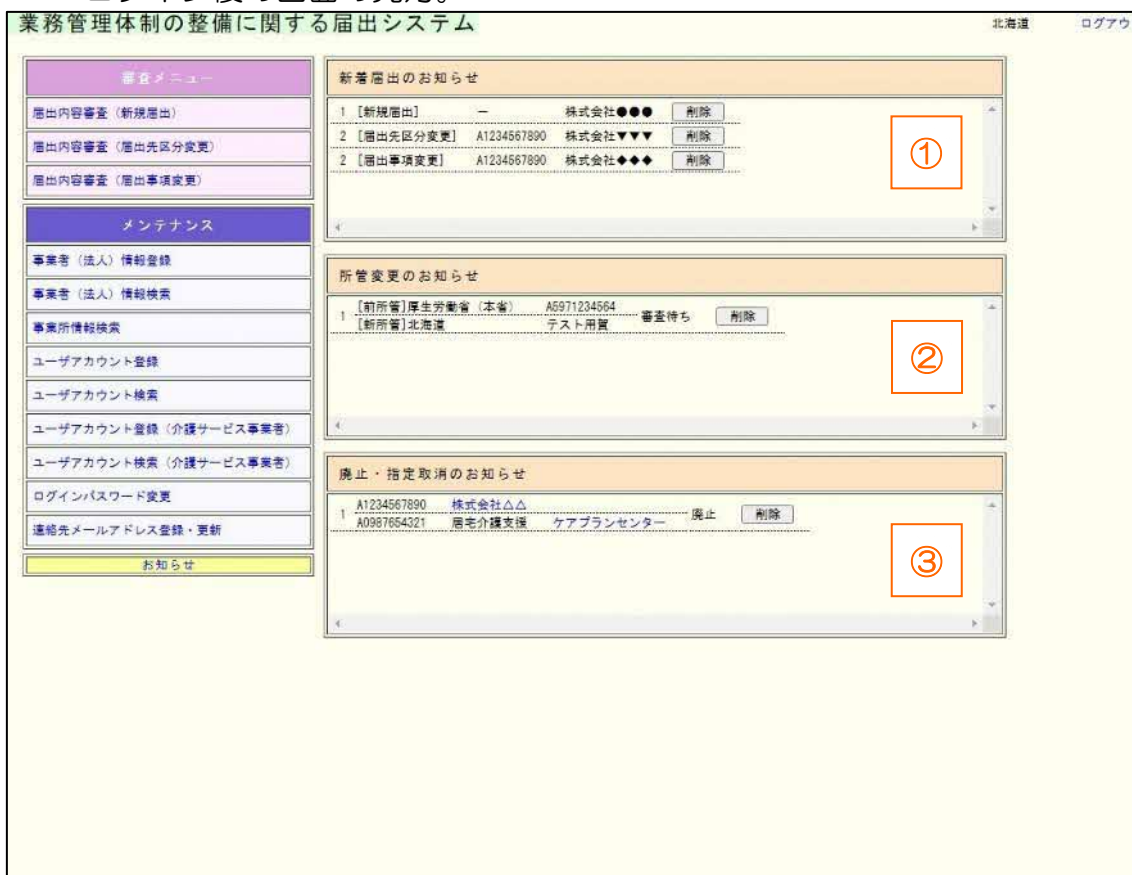 業務管理体制の整備に関する届出システム
北海道 ログアウ
審査メニュー
届出内容審査（新規届出）
届出内容審査（届出先区分変更）
届出内容審査（届出事項変更）
メンテナンス
事業者（法人）情報登録
事業者（法人）情報検索
事業所情報検索
ユーザアカウント登録
ユーザアカウント検索
ユーザアカウント登録（介護サービス事業者）
ユーザアカウント検索（介護サービス事業者）
ログインパスワード変更
連絡先メールアドレス登録・更新
お知らせ
新着届出のお知らせ
1 [新規届出] － 株式会社●●● 削除
2 [届出先区分変更] A1234567890 株式会社▼▼▼ 削除
2 [届出事項変更] A1234567890 株式会社◆◆◆ 削除
①
所管変更のお知らせ
1 [前所管]厚生労働省（本省） A5971234564 審査待ち 削除
[新所管]北海道 テスト用賀
②
廃止・指定取消のお知らせ
1 A1234567890 株式会社△△ 廃止 削除
A0987654321 居宅介護支援 ケアプランセンター
③